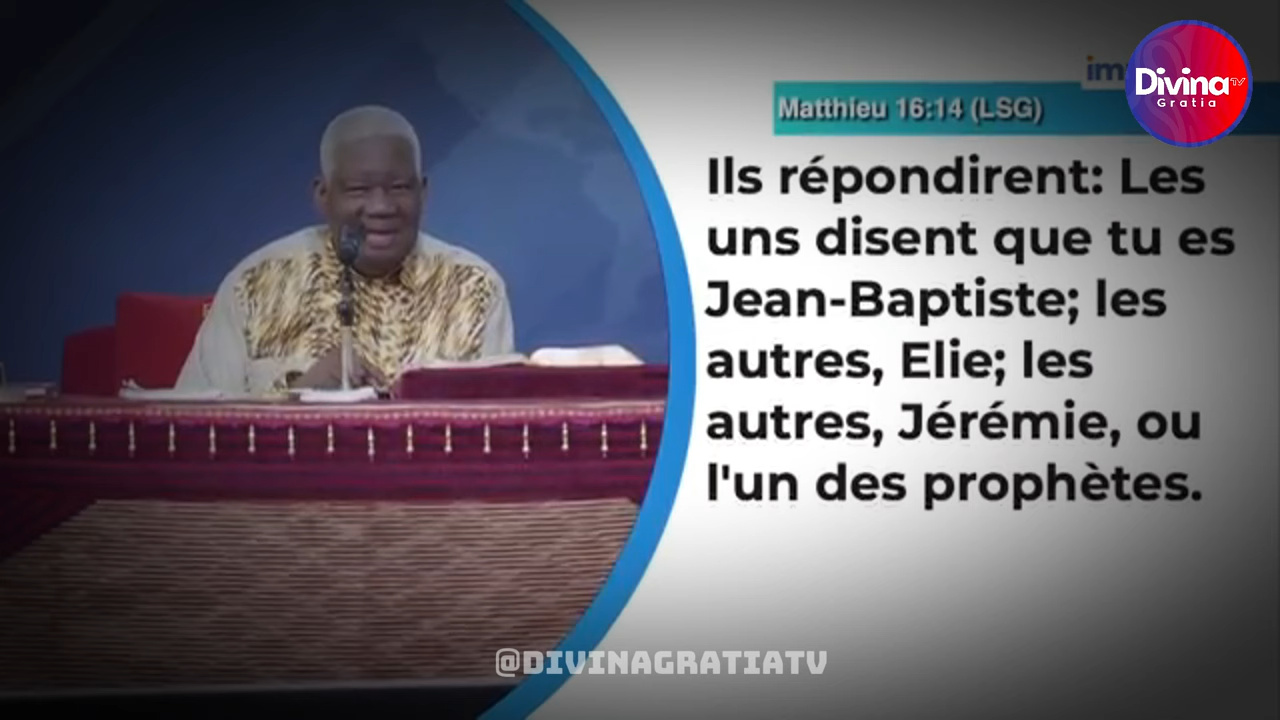 Divina TV
Gratia
Matthieu 16:14 (LSG)
Ils répondirent: Les
uns disent que tu es
Jean-Baptiste; les
autres, Elie; les
autres, Jérémie, ou
l'un des prophètes.
@DIVINAGRATIATV